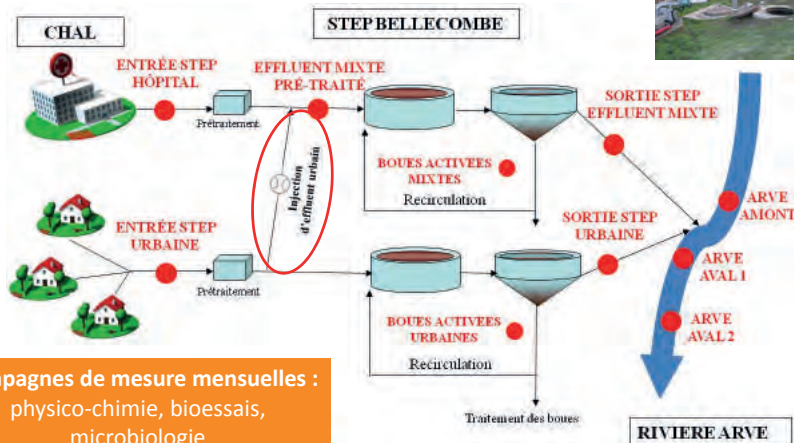 CHAL
STEP BELLECOMBE
ENTRÉE STEP
HÔPITAL
EFFLUENT MIXTE
PRÉ-TRAITÉ
SORTIE STEP
EFFLUENT MIXTE
Prétraitement
Injection
d'effluent urbain
BOUES ACTIVEES
MIXTES
Recirculation
ARVE
AMONT
ENTRÉE STEP
URBAINE
SORTIE STEP
URBAINE
ARVE
AVAL 1
Prétraitement
BOUES ACTIVEES
URBAINES
ARVE
AVAL 2
Recirculation
pagnes de mesure mensuelles :
physico-chimie, bioessais,
microbiologie
Traitement des boues
RIVIERE ARVE